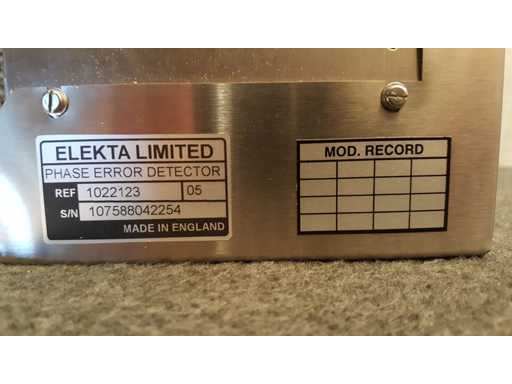 ELEKTA LIMITED
PHASE ERROR DETECTOR
REF 1022123 05
S/N 107588042254
MADE IN ENGLAND
MOD. RECORD